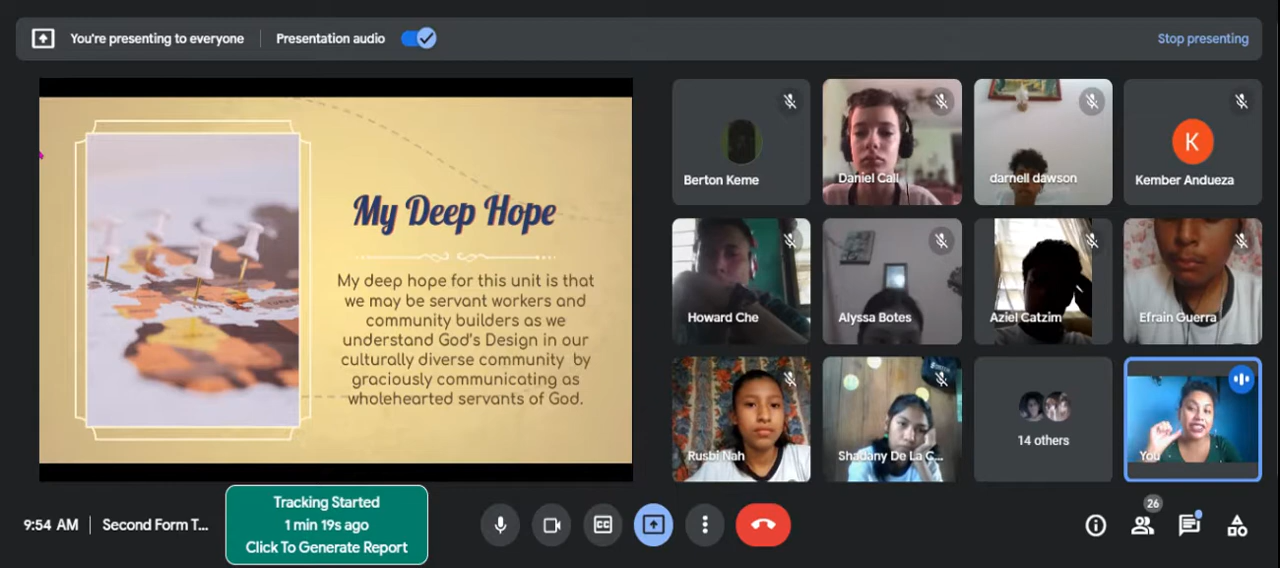 You're presenting to everyone
Presentation audio
Stop presenting
My Deep Hope
My deep hope for this unit is that
we may be servant workers and
community builders as we
understand God's Design in our
culturally diverse community by
graciously communicating as
wholehearted servants of God.
Berton Keme
Daniel Call
darnell dawson
K
Kember Andueza
Howard Che
Alyssa Botes
Aziel Catzim
Efrain Guerra
Rusbi Nah
Shadany De La C...
14 others
You
9:54 AM
Second Form T...
Tracking Started
1 min 19s ago
Click To Generate Report
CC
26